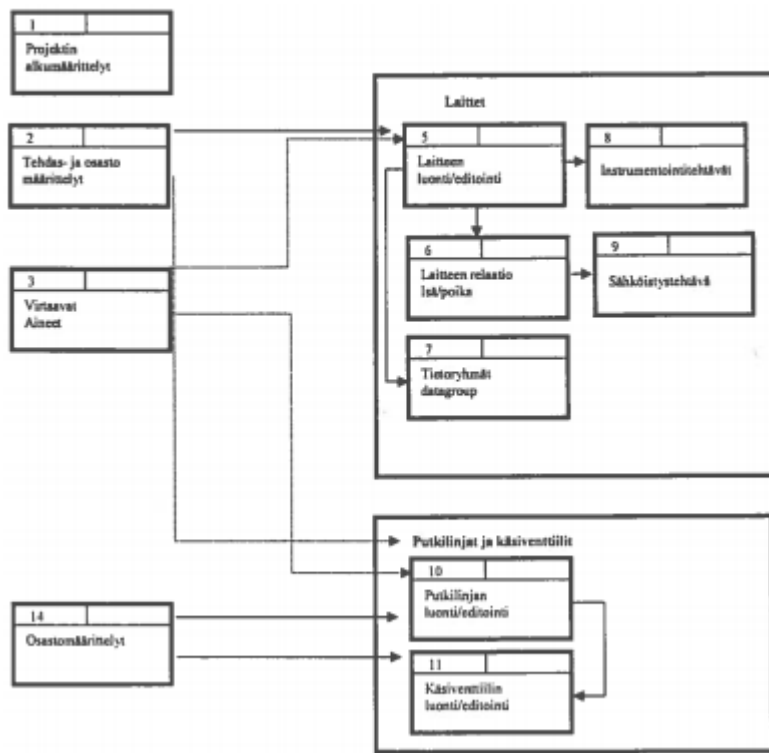 1
Projektin
alkumäärittelyt
2
Tehdas- ja osasto
määrittelyt
3
Virtaavat
Aineet
14
Osastomäärittelyt
Laittet
5
Laitteen
luonti/editointi
8
Instrumentointitehtävät
6
Laitteen relaatio
Isä/poika
9
Sähköistystehtävä
7
Tietoryhmät
datagroup
Putkilinjat ja käsiventtiilit
10
Putkilinjan
luonti/editointi
11
Käsiventtiilin
luonti/editointi